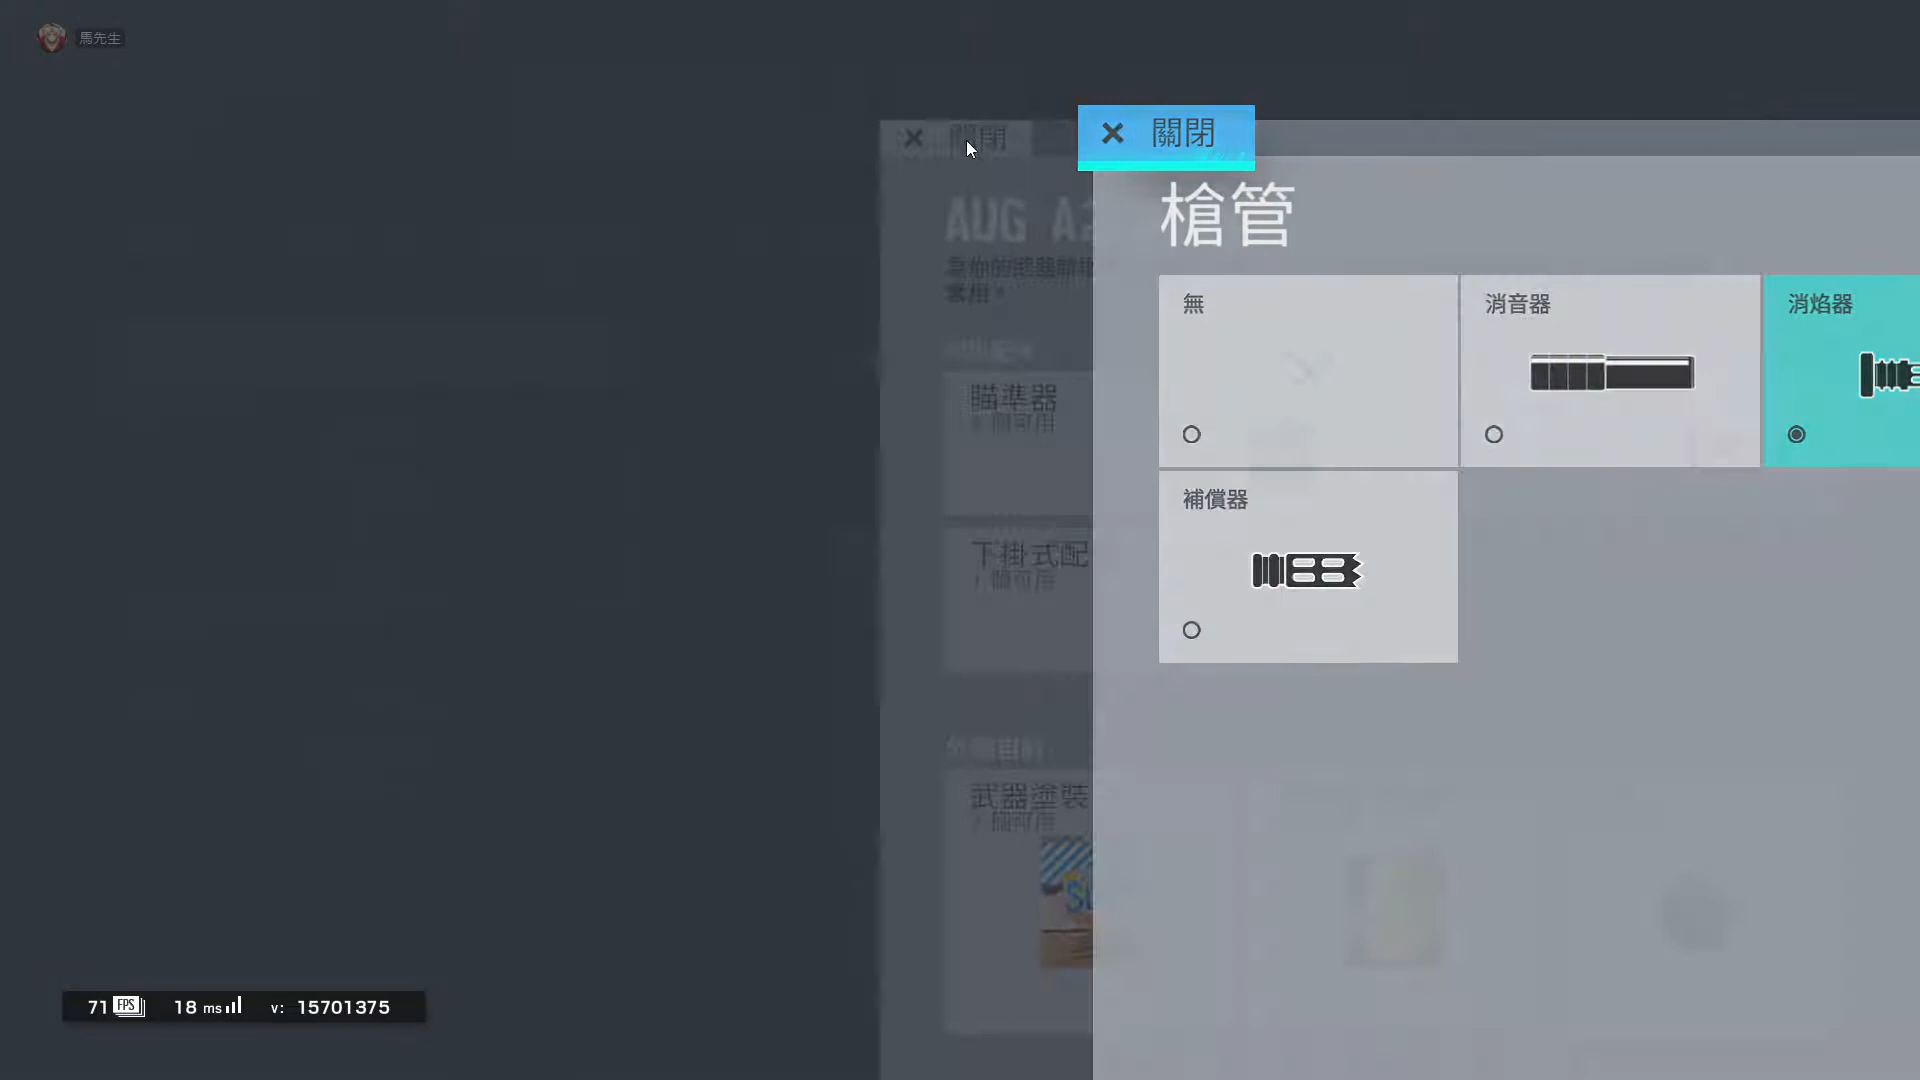 馬先生
關閉
關閉
AUG A2
槍管
無
消音器
消焰器
瞄準器
補償器
下掛式配
武器塗裝
71 FPS 18 ms v: 15701375